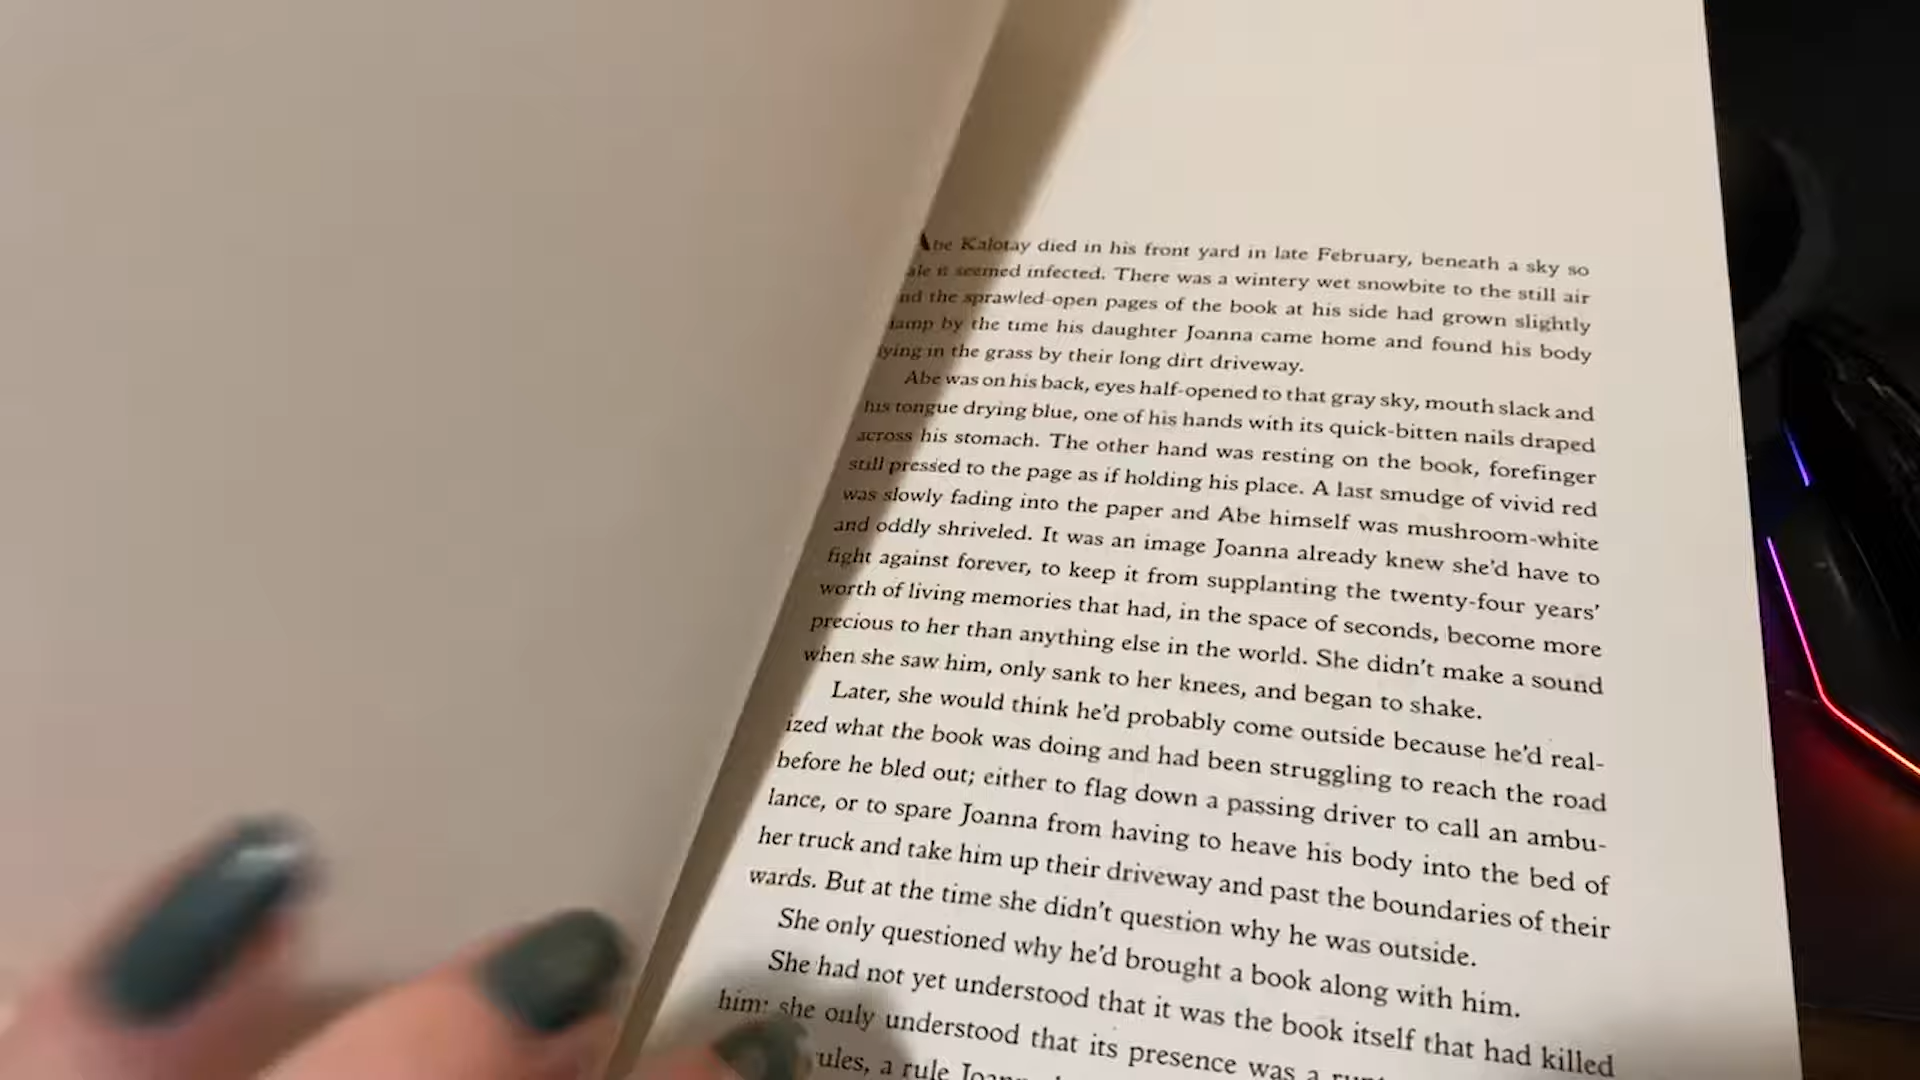 Abe Kalotay died in his front yard in late February, beneath a sky so
ale it seemed infected. There was a wintery wet snowbite to the still air
nd the sprawled-open pages of the book at his side had grown slightly
damp by the time his daughter Joanna came home and found his body
lying in the grass by their long dirt driveway.
Abe was on his back, eyes half-opened to that gray sky, mouth slack and
his tongue drying blue, one of his hands with its quick-bitten nails draped
across his stomach. The other hand was resting on the book, forefinger
still pressed to the page as if holding his place. A last smudge of vivid red
was slowly fading into the paper and Abe himself was mushroom-white
and oddly shriveled. It was an image Joanna already knew she'd have to
fight against forever, to keep it from supplanting the twenty-four years'
worth of living memories that had, in the space of seconds, become more
precious to her than anything else in the world. She didn't make a sound
when she saw him, only sank to her knees, and began to shake.
Later, she would think he'd probably come outside because he'd real-
ized what the book was doing and had been struggling to reach the road
before he bled out; either to flag down a passing driver to call an ambu-
lance, or to spare Joanna from having to heave his body into the bed of
her truck and take him up their driveway and past the boundaries of their
wards. But at the time she didn't question why he was outside.
She only questioned why he'd brought a book along with him.
She had not yet understood that it was the book itself that had killed
him; she only understood that its presence was a
rules, a rule